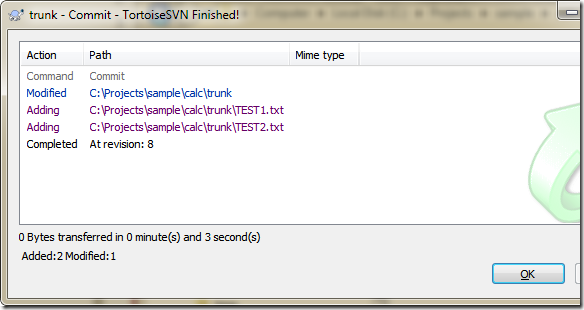 trunk - Commit - TortoiseSVN Finished!
Action Path Mime type
Command Commit
Modified C:\Projects\sample\calc\trunk
Adding C:\Projects\sample\calc\trunk\TEST1.txt
Adding C:\Projects\sample\calc\trunk\TEST2.txt
Completed At revision: 8
0 Bytes transferred in 0 minute(s) and 3 second(s)
Added:2 Modified:1
OK